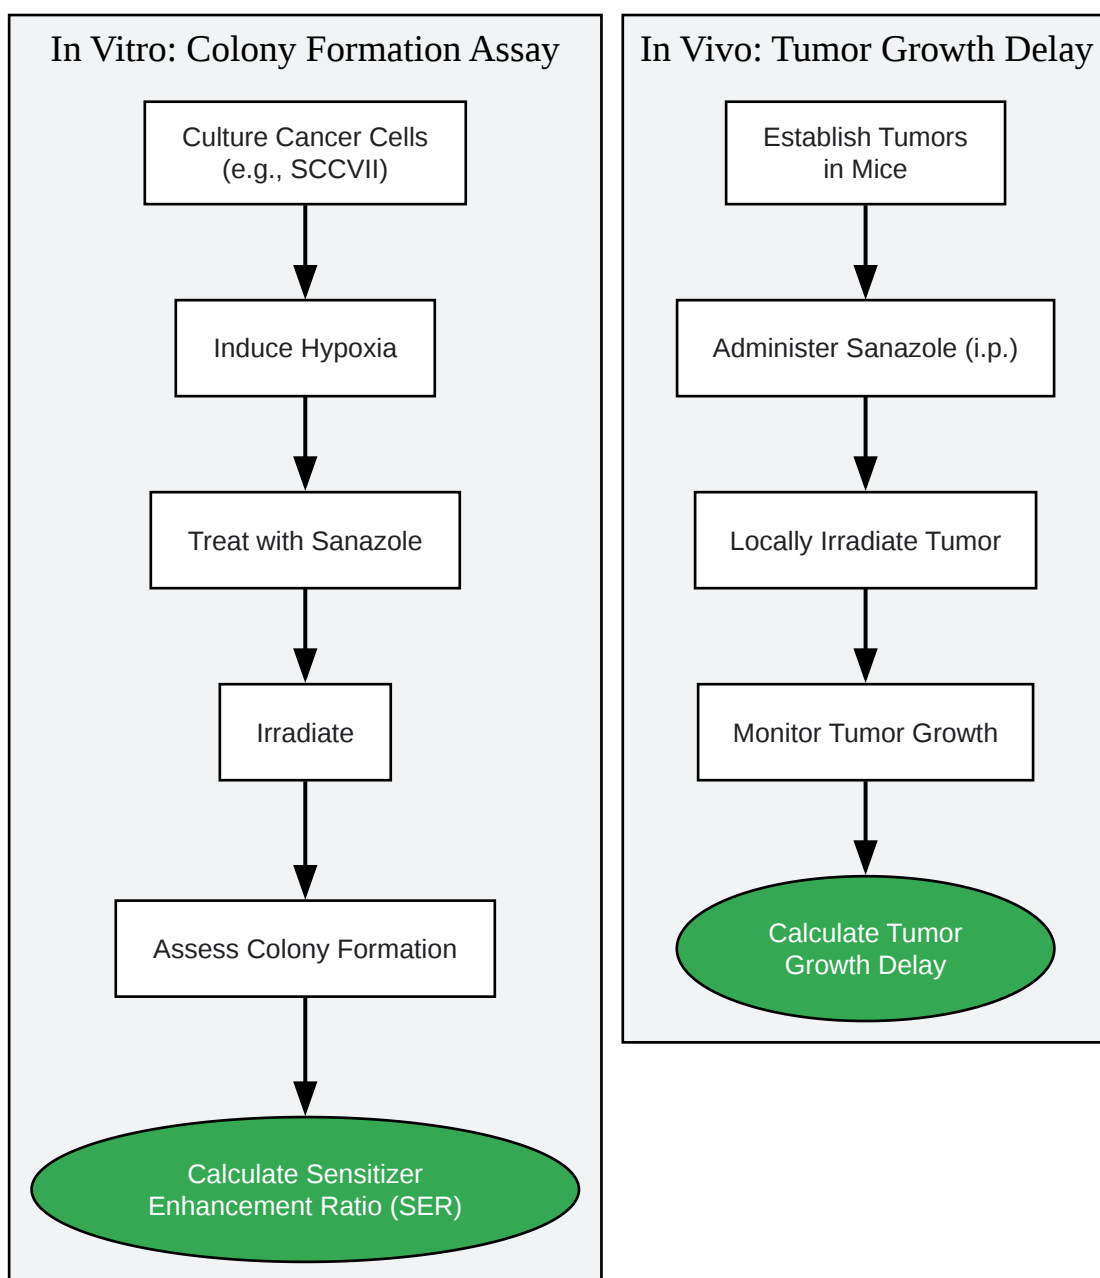 In Vitro: Colony Formation Assay
Culture Cancer Cells
(e.g., SCCVII)
Induce Hypoxia
Treat with Sanazole
Irradiate
Assess Colony Formation
Calculate Sensitizer
Enhancement Ratio (SER)
In Vivo: Tumor Growth Delay
Establish Tumors
in Mice
Administer Sanazole (i.p.)
Locally Irradiate Tumor
Monitor Tumor Growth
Calculate Tumor
Growth Delay